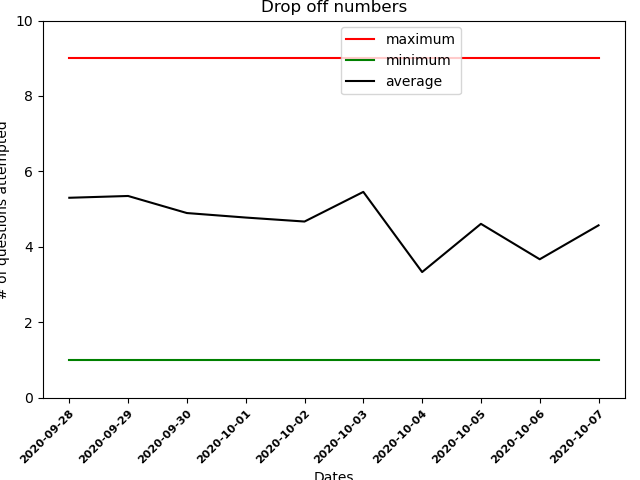 Drop off numbers
maximum
minimum
average
# of questions attempted
10
8
6
4
2
0
2020-09-28
2020-09-29
2020-09-30
2020-10-01
2020-10-02
2020-10-03
2020-10-04
2020-10-05
2020-10-06
2020-10-07
Dates